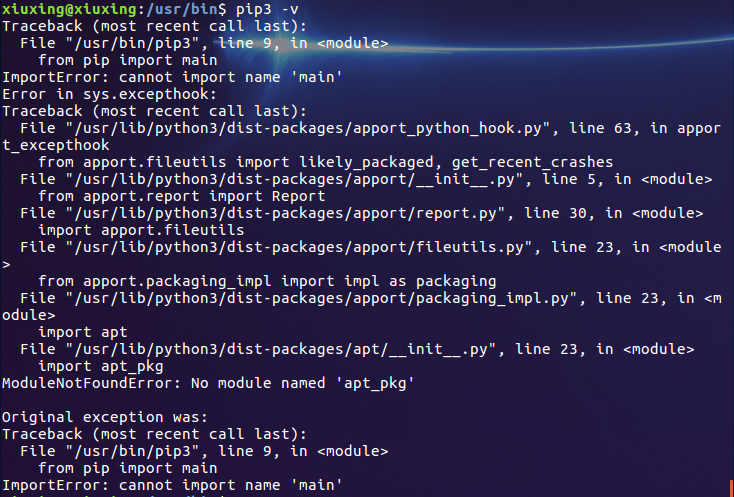 xiuxing@xiuxing:/usr/bin$ pip3 -v
Traceback (most recent call last):
  File "/usr/bin/pip3", line 9, in <module>
    from pip import main
ImportError: cannot import name 'main'
Error in sys.excepthook:
Traceback (most recent call last):
  File "/usr/lib/python3/dist-packages/apport_python_hook.py", line 63, in appor
t_excepthook
    from apport.fileutils import likely_packaged, get_recent_crashes
  File "/usr/lib/python3/dist-packages/apport/__init__.py", line 5, in <module>
    from apport.report import Report
  File "/usr/lib/python3/dist-packages/apport/report.py", line 30, in <module>
    import apport.fileutils
  File "/usr/lib/python3/dist-packages/apport/fileutils.py", line 23, in <module
>
    from apport.packaging_impl import impl as packaging
  File "/usr/lib/python3/dist-packages/apport/packaging_impl.py", line 23, in <m
odule>
    import apt
  File "/usr/lib/python3/dist-packages/apt/__init__.py", line 23, in <module>
    import apt_pkg
ModuleNotFoundError: No module named 'apt_pkg'

Original exception was:
Traceback (most recent call last):
  File "/usr/bin/pip3", line 9, in <module>
    from pip import main
ImportError: cannot import name 'main'